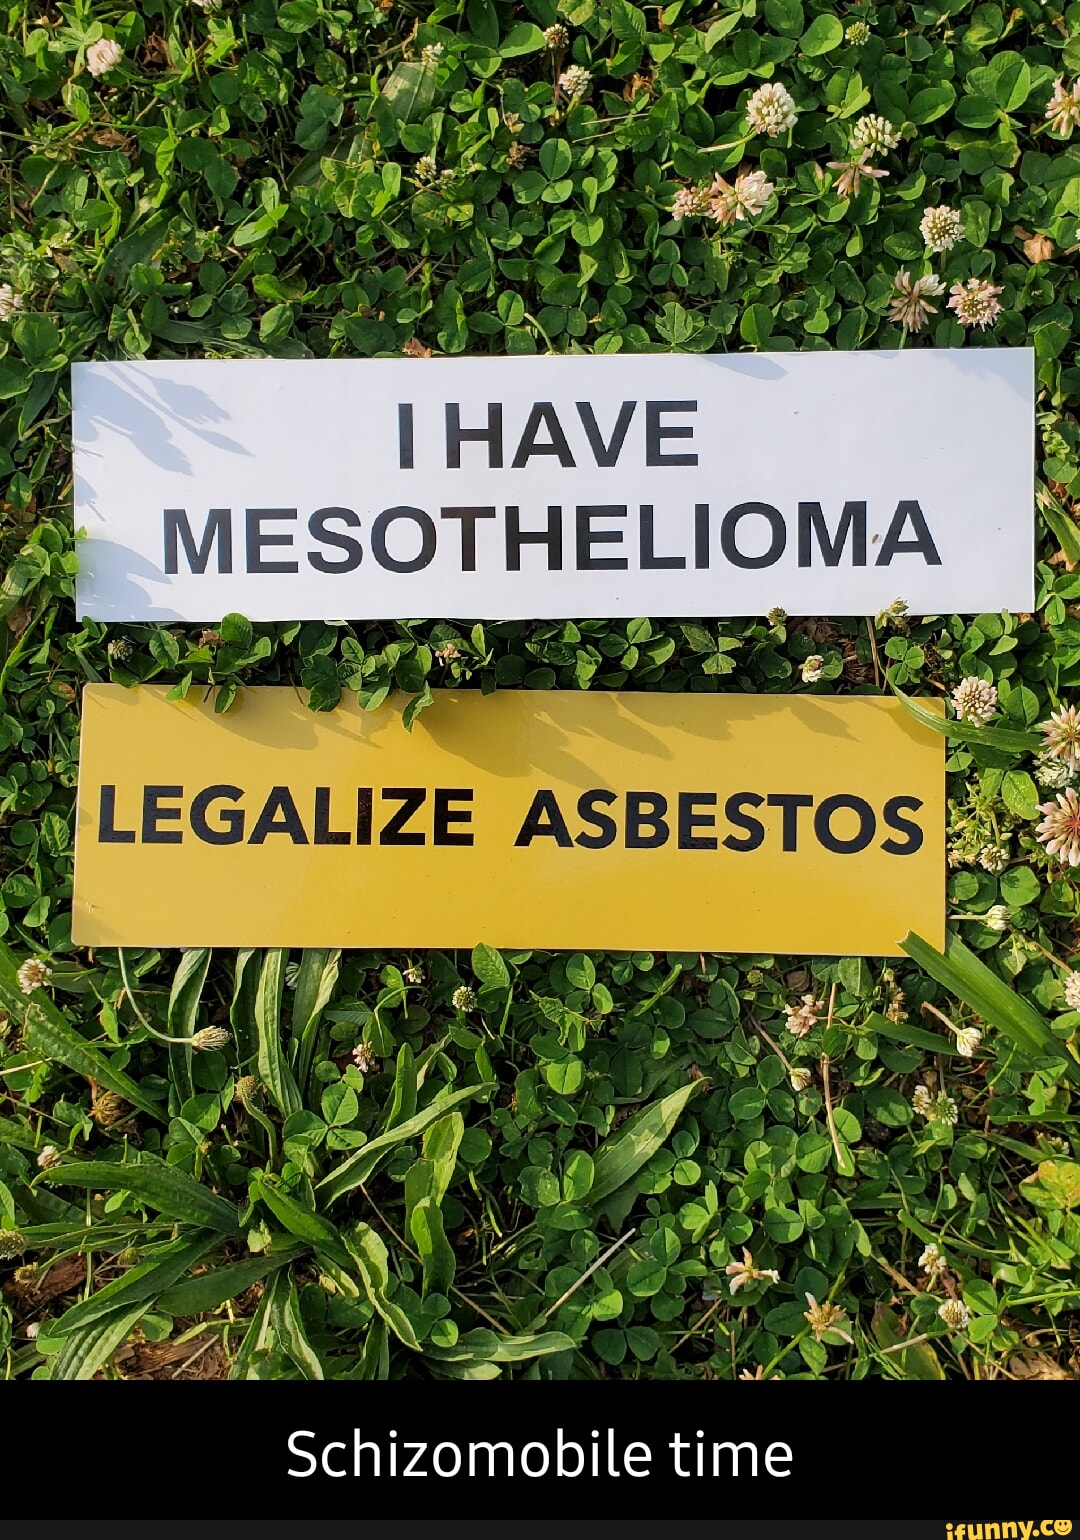 I HAVE
MESOTHELIOMA
LEGALIZE ASBESTOS
Schizomobile time
ifunny.co